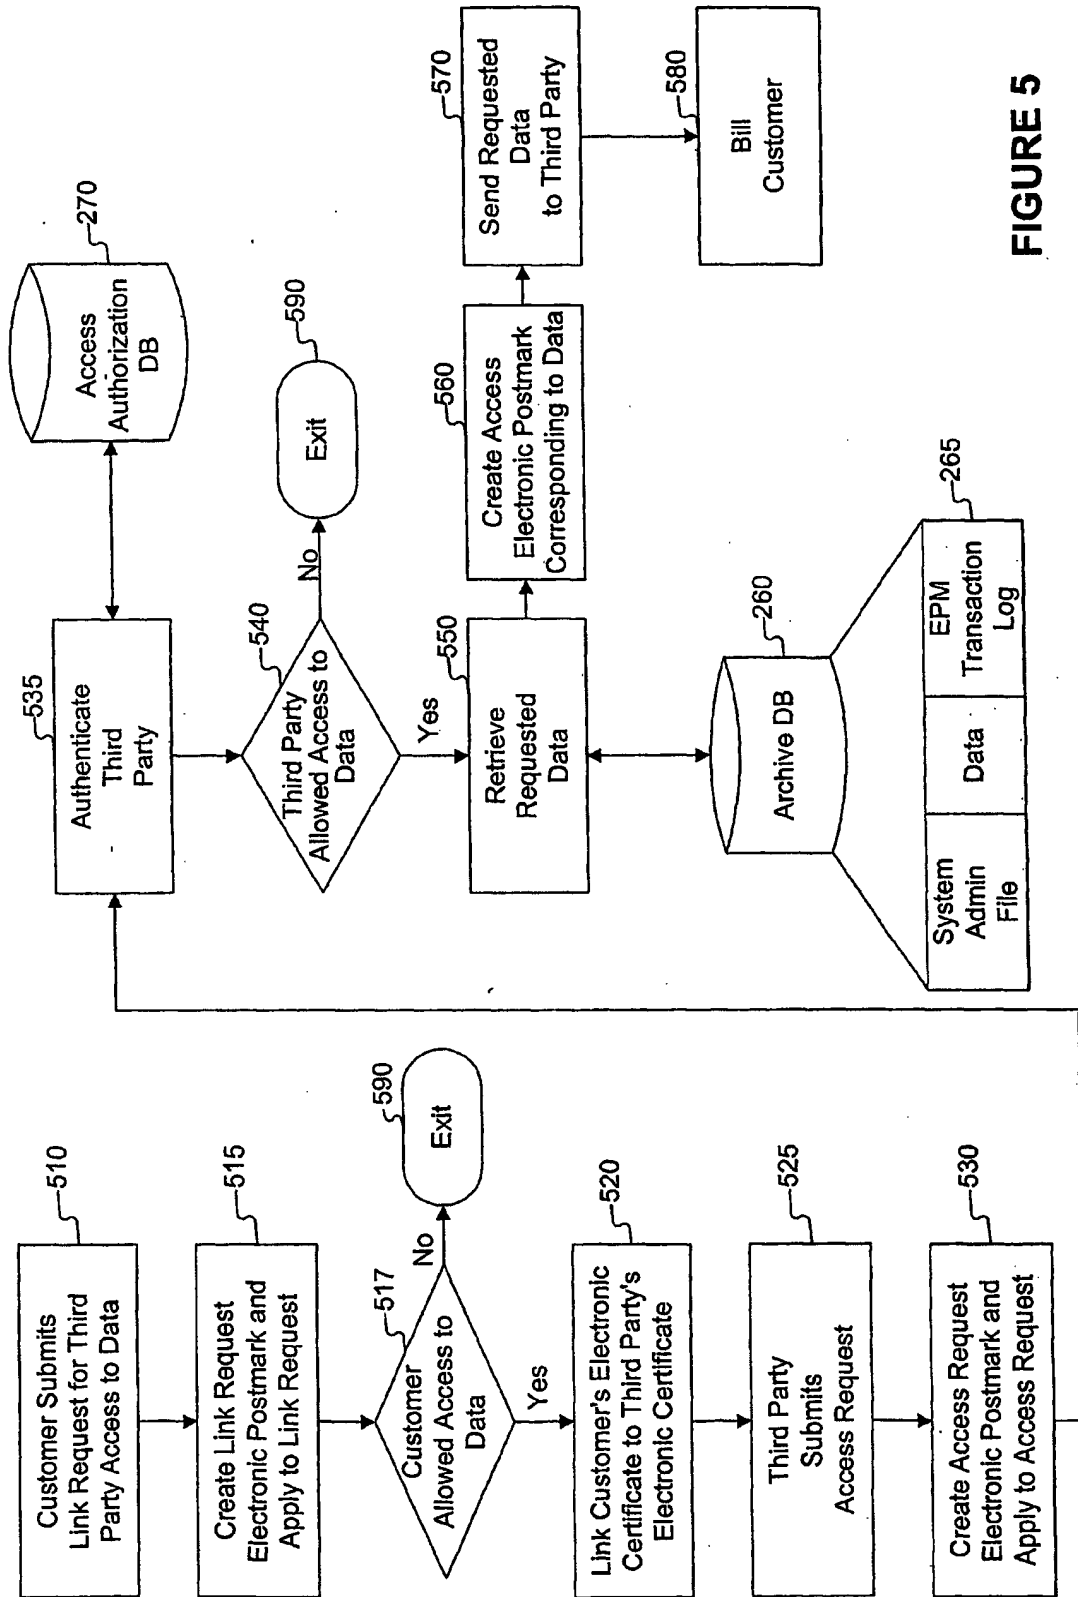 510
Customer Submits
Link Request for Third
Party Access to Data
515
Create Link Request
Electronic Postmark and
Apply to Link Request
517
Customer
Allowed Access to
Data
No
590
Exit
Yes
520
Link Customer's Electronic
Certificate to Third Party's
Electronic Certificate
525
Third Party
Submits
Access Request
530
Create Access Request
Electronic Postmark and
Apply to Access Request
535
Authenticate
Third
Party
270
Access
Authorization
DB
540
Third Party
Allowed Access to
Data
No
590
Exit
Yes
550
Retrieve
Requested
Data
260
Archive DB
265
System
Admin
File
Data
EPM
Transaction
Log
560
Create Access
Electronic Postmark
Corresponding to Data
570
Send Requested
Data
to Third Party
580
Bill
Customer
FIGURE 5